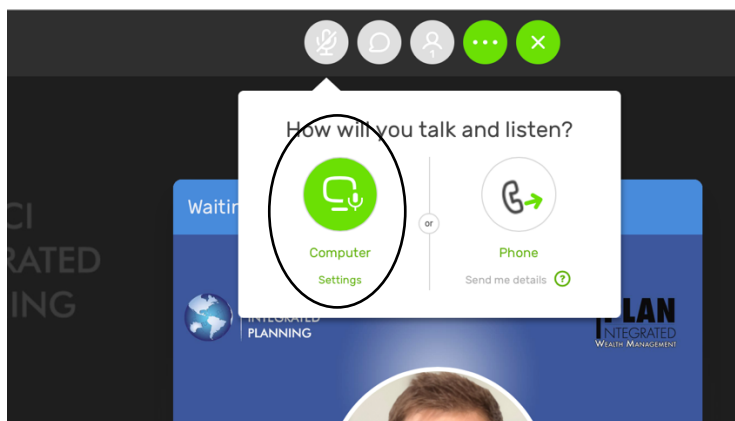 1
How will you talk and listen?
Computer
Settings
or
Phone
Send me details ?
Waitin
CI
RATED
ING
INTEGRATED
PLANNING
PLAN
INTEGRATED
WEALTH MANAGEMENT